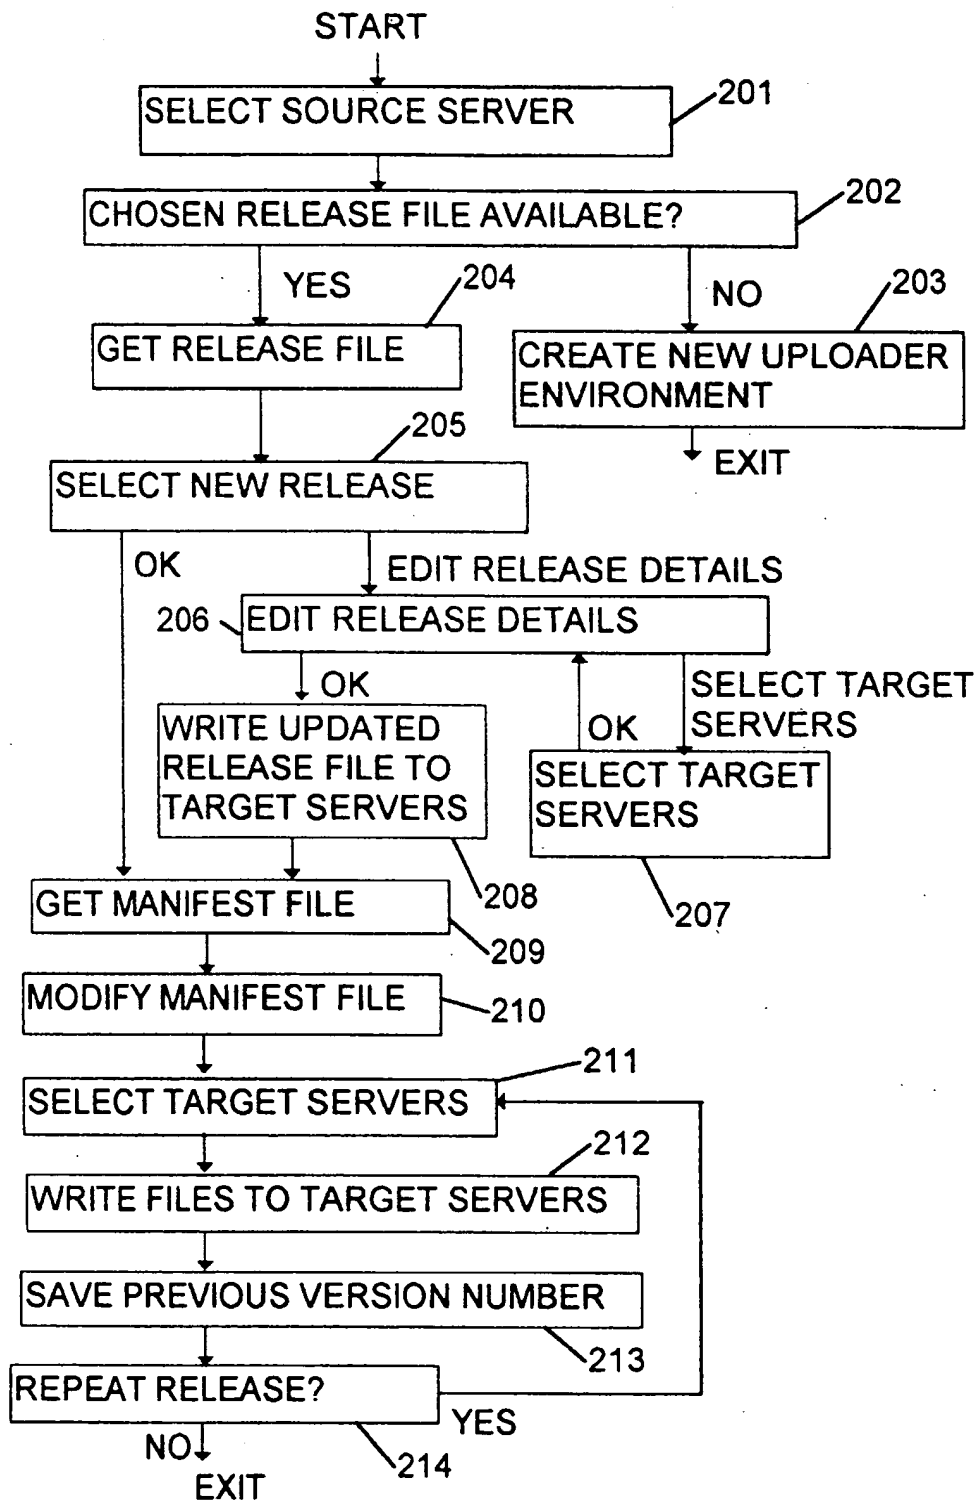 START
SELECT SOURCE SERVER
201
CHOSEN RELEASE FILE AVAILABLE?
202
YES
204
NO
203
GET RELEASE FILE
CREATE NEW UPLOADER
ENVIRONMENT
205
EXIT
SELECT NEW RELEASE
OK
EDIT RELEASE DETAILS
206
EDIT RELEASE DETAILS
OK
SELECT TARGET
SERVERS
OK
WRITE UPDATED
RELEASE FILE TO
TARGET SERVERS
SELECT TARGET
SERVERS
208
207
GET MANIFEST FILE
209
MODIFY MANIFEST FILE
210
211
SELECT TARGET SERVERS
212
WRITE FILES TO TARGET SERVERS
SAVE PREVIOUS VERSION NUMBER
213
REPEAT RELEASE?
YES
NO
214
EXIT